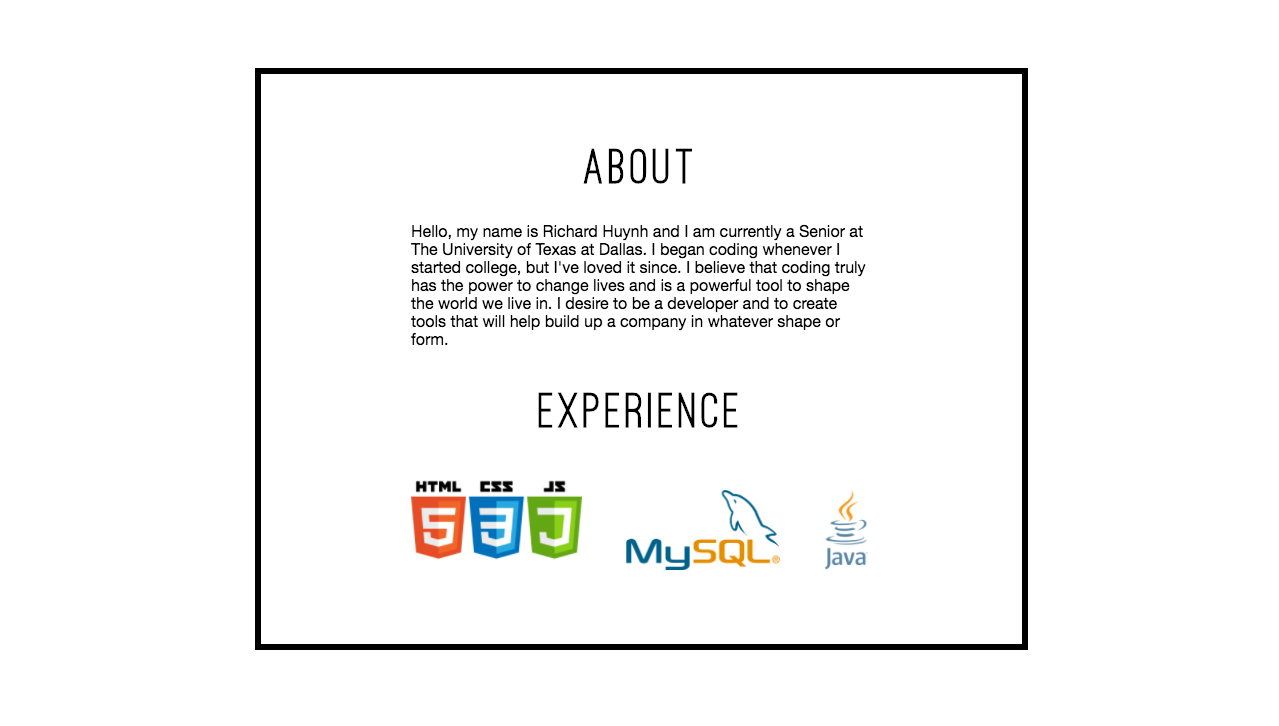 ABOUT
Hello, my name is Richard Huynh and I am currently a Senior at
The University of Texas at Dallas. I began coding whenever I
started college, but I've loved it since. I believe that coding truly
has the power to change lives and is a powerful tool to shape
the world we live in. I desire to be a developer and to create
tools that will help build up a company in whatever shape or
form.
EXPERIENCE
HTML CSS JS
5 3 J
MySQL®
Java